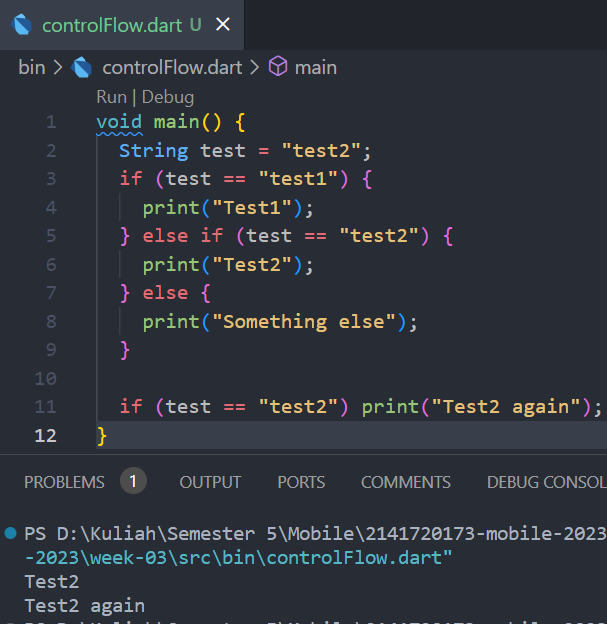 controlFlow.dart U
bin > controlFlow.dart > main
Run | Debug
1 void main() {
2 String test = "test2";
3 if (test == "test1") {
4 print("Test1");
5 } else if (test == "test2") {
6 print("Test2");
7 } else {
8 print("Something else");
9 }
10
11 if (test == "test2") print("Test2 again");
12 }
PROBLEMS 1 OUTPUT PORTS COMMENTS DEBUG CONSOL
PS D:\Kuliah\Semester 5\Mobile\2141720173-mobile-2023
-2023\week-03\src\bin\controlFlow.dart"
Test2
Test2 again